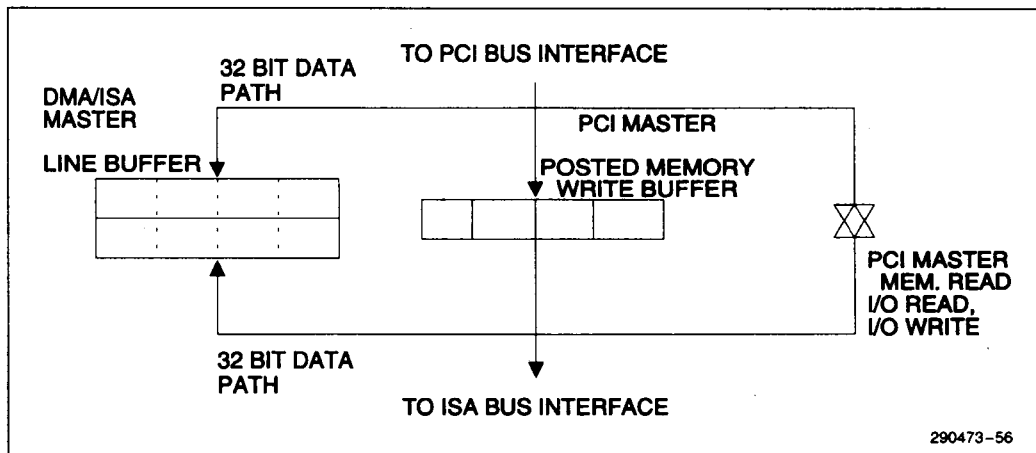 TO PCI BUS INTERFACE
32 BIT DATA
PATH
DMA/ISA
MASTER
PCI MASTER
LINE BUFFER
POSTED MEMORY
WRITE BUFFER
PCI MASTER
MEM. READ
I/O READ,
I/O WRITE
32 BIT DATA
PATH
TO ISA BUS INTERFACE
290473-56